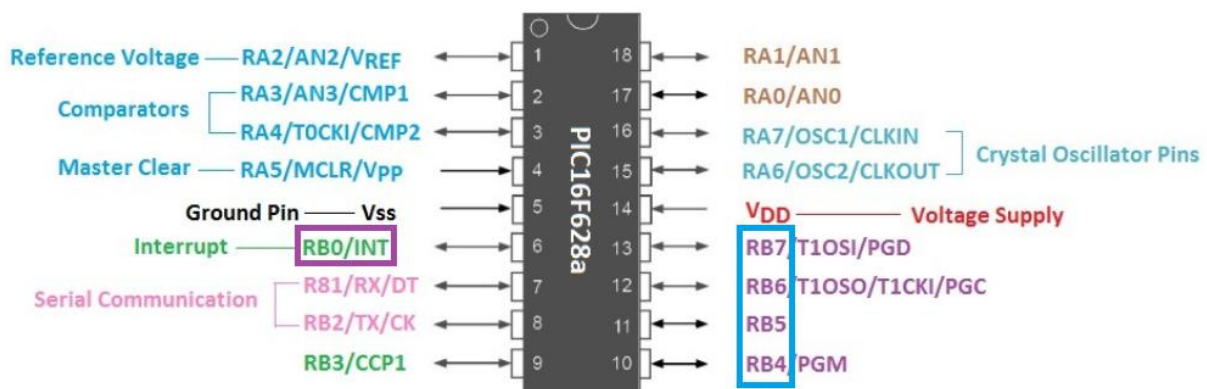 Reference Voltage RA2/AN2/VREF 1 18 RA1/AN1
Comparators
RA3/AN3/CMP1 2 17 RA0/AN0
RA4/T0CKI/CMP2 3 16 RA7/OSC1/CLKIN
Crystal Oscillator Pins
Master Clear RA5/MCLR/VPP 4 15 RA6/OSC2/CLKOUT
Ground Pin Vss 5 14 VDD Voltage Supply
Interrupt RB0/INT 6 13 RB7/T1OSI/PGD
Serial Communication
R81/RX/DT 7 12 RB6/T1OSO/T1CKI/PGC
RB2/TX/CK 8 11 RB5
RB3/CCP1 9 10 RB4/PGM
PIC16F628a